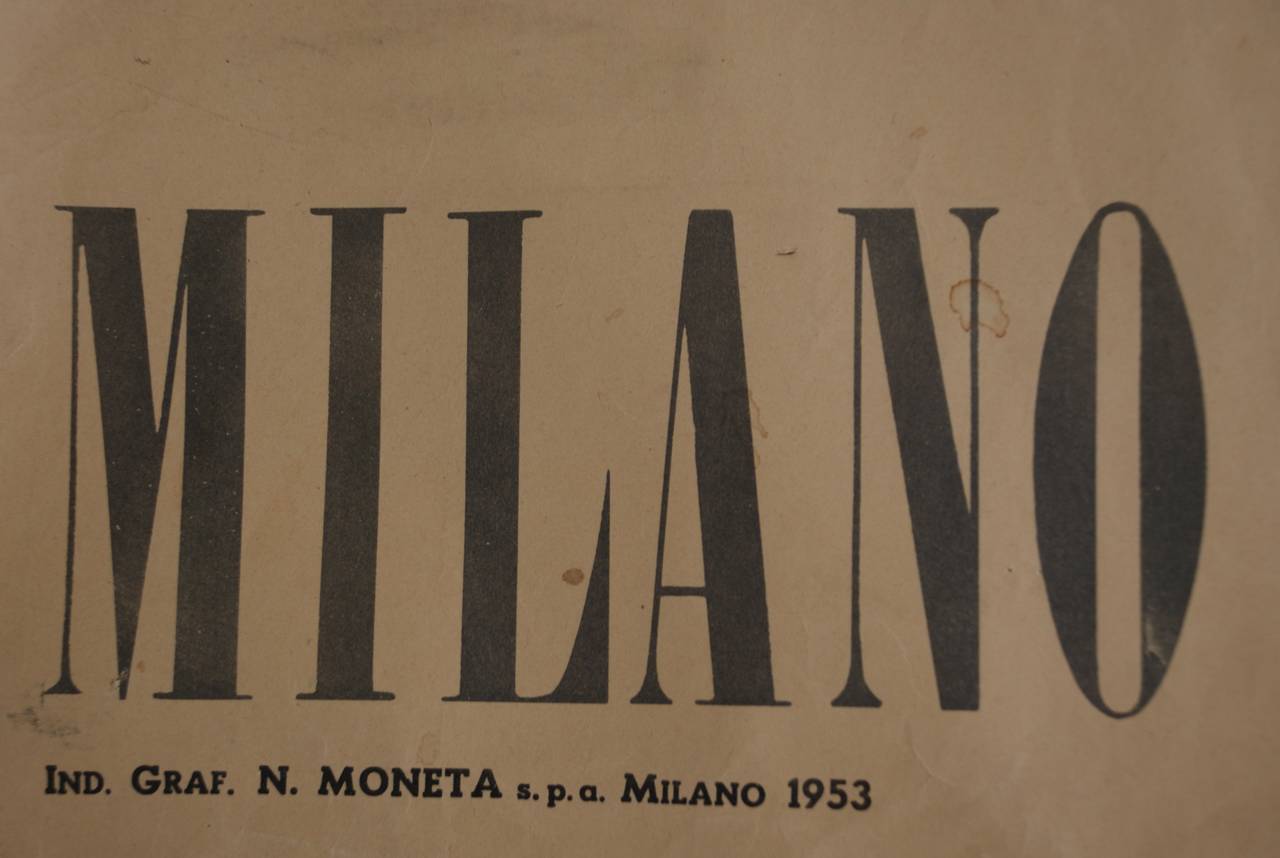 MILANO
IND. GRAF. N. MONETA s.p.a. MILANO 1953